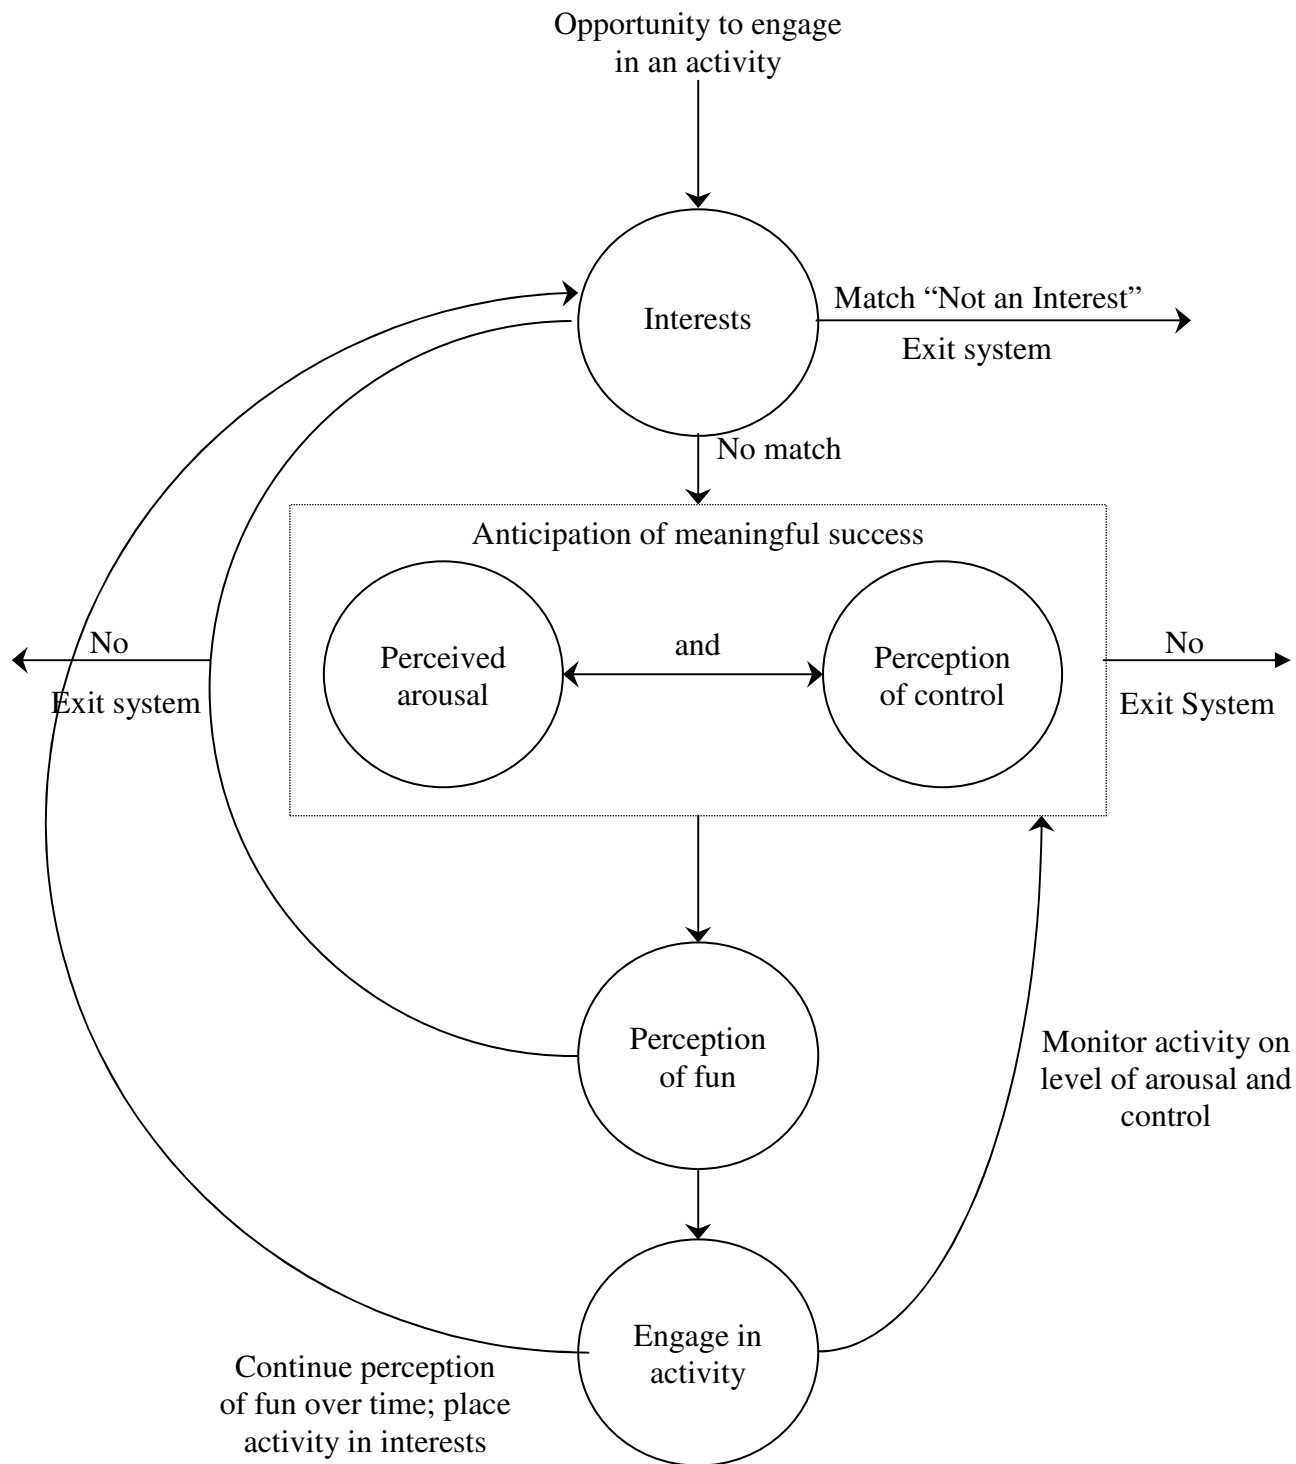 Opportunity to engage
in an activity
Interests
Match “Not an Interest”
Exit system
No match
Anticipation of meaningful success
No
Exit system
Perceived
arousal
and
Perception
of control
No
Exit System
Perception
of fun
Monitor activity on
level of arousal and
control
Engage in
activity
Continue perception
of fun over time; place
activity in interests